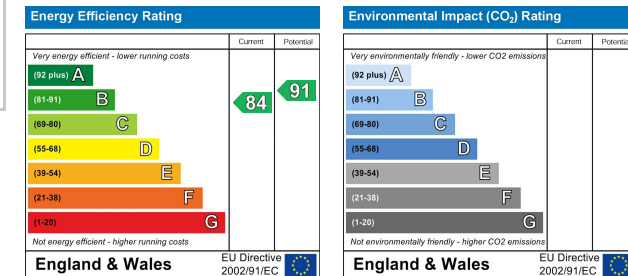 Energy Efficiency Rating
Current Potential
Very energy efficient - lower running costs
(92 plus) A
(81-91) B
84
91
(69-80) C
(55-68) D
(39-54) E
(21-38) F
(1-20) G
Not energy efficient - higher running costs
England & Wales
EU Directive
2002/91/EC
Environmental Impact (CO₂) Rating
Current Potential
Very environmentally friendly - lower CO2 emissions
(92 plus) A
(81-91) B
(69-80) C
(55-68) D
(39-54) E
(21-38) F
(1-20) G
Not environmentally friendly - higher CO2 emissions
England & Wales
EU Directive
2002/91/EC